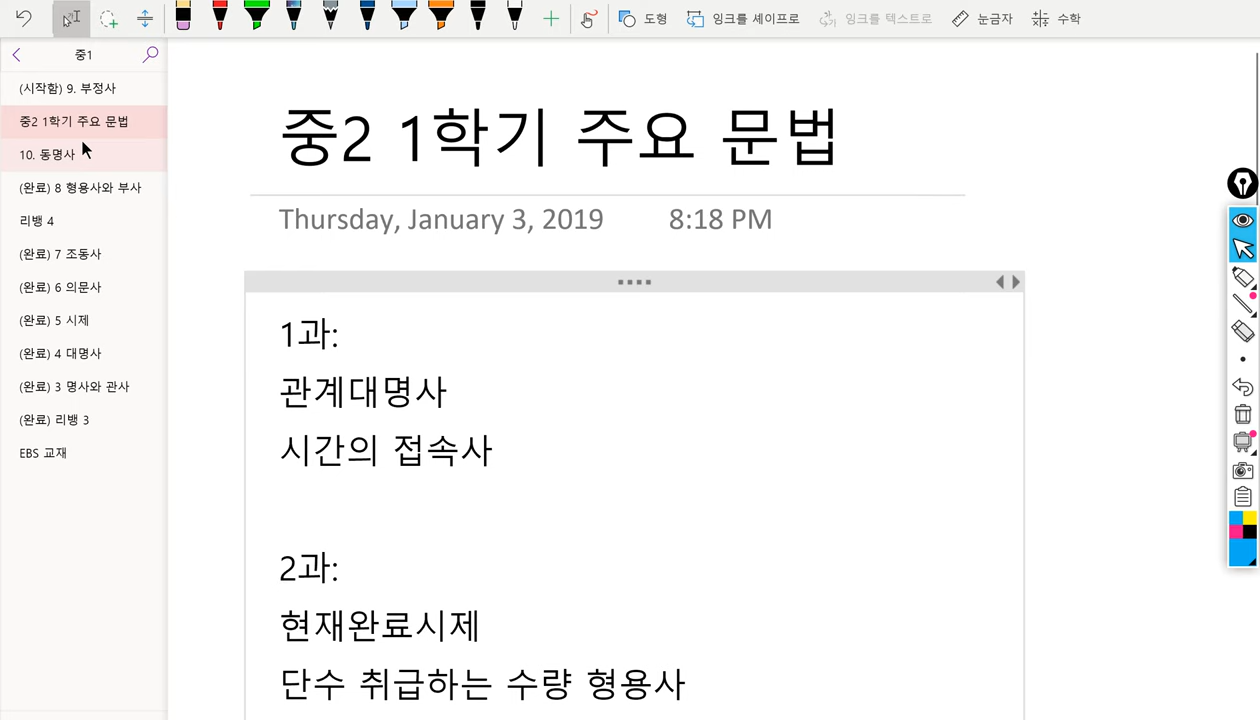 도형 잉크를 셰이프로 잉크를 텍스트로 눈금자 수학
중1
(시작함) 9. 부정사
중2 1학기 주요 문법
10. 동명사
(완료) 8 형용사와 부사
리뱅 4
(완료) 7 조동사
(완료) 6 의문사
(완료) 5 시제
(완료) 4 대명사
(완료) 3 명사와 관사
(완료) 리뱅 3
EBS 교재
중2 1학기 주요 문법
Thursday, January 3, 2019 8:18 PM
1과:
관계대명사
시간의 접속사
2과:
현재완료시제
단수 취급하는 수량 형용사